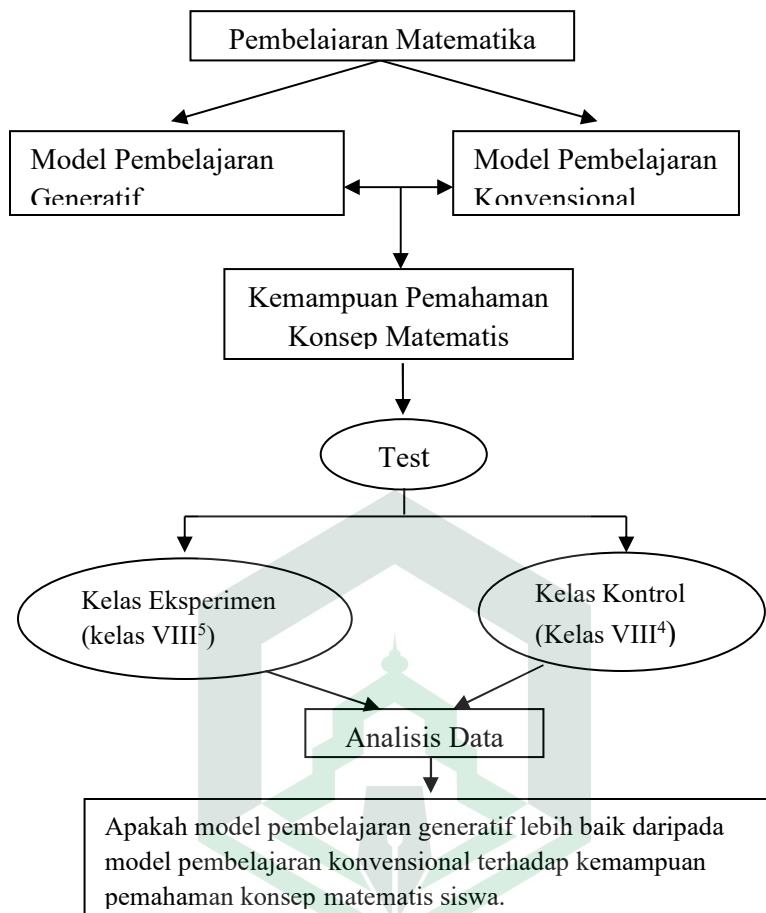 Pembelajaran Matematika
Model Pembelajaran
Generatif
Model Pembelajaran
Konvensional
Kemampuan Pemahaman
Konsep Matematis
Test
Kelas Eksperimen
(kelas VIII⁵)
Kelas Kontrol
(Kelas VIII⁴)
Analisis Data
Apakah model pembelajaran generatif lebih baik daripada
model pembelajaran konvensional terhadap kemampuan
pemahaman konsep matematis siswa.